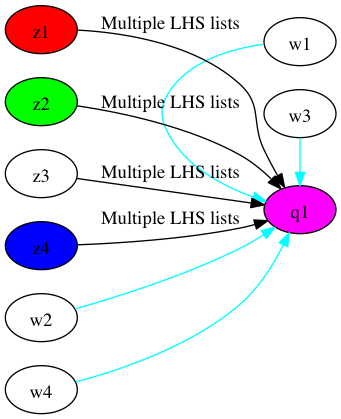 z1
Multiple LHS lists
w1
z2
Multiple LHS lists
w3
z3
Multiple LHS lists
q1
Multiple LHS lists
z4
w2
w4